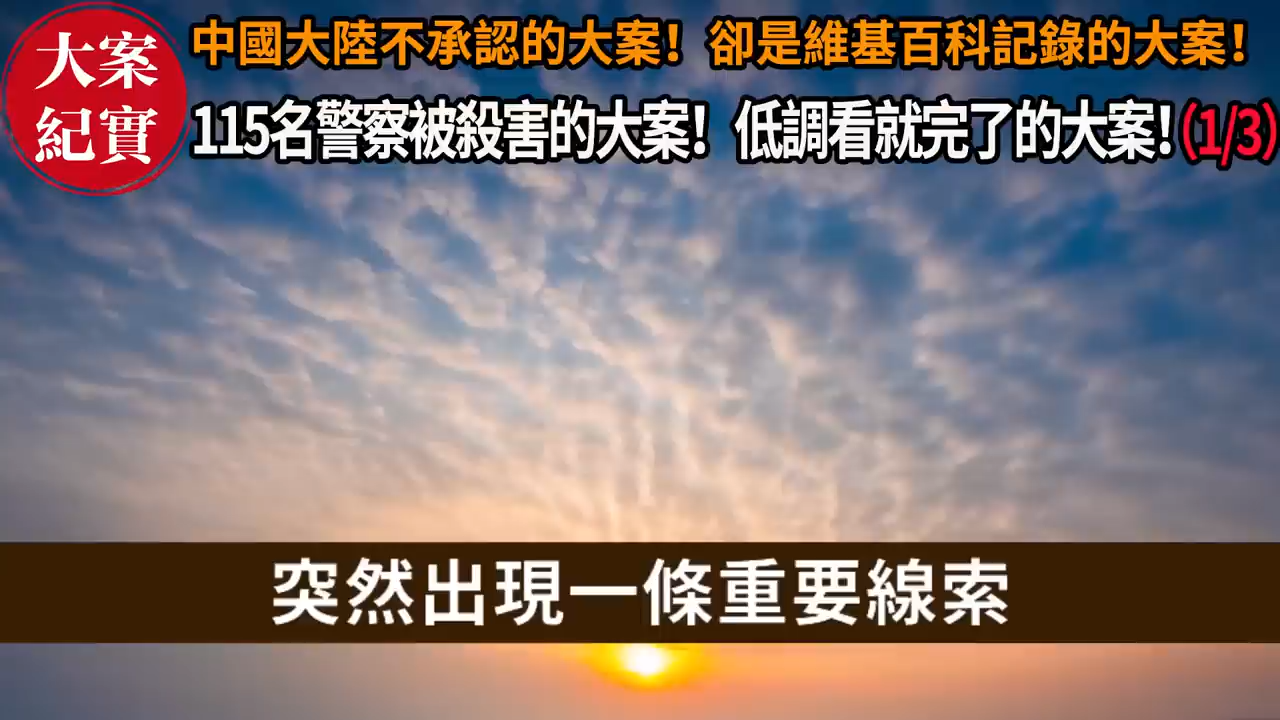 大案
紀實
中國大陸不承認的大案！卻是維基百科記錄的大案！
115名警察被殺害的大案！低調看就完了的大案！(1/3)
突然出現一條重要線索